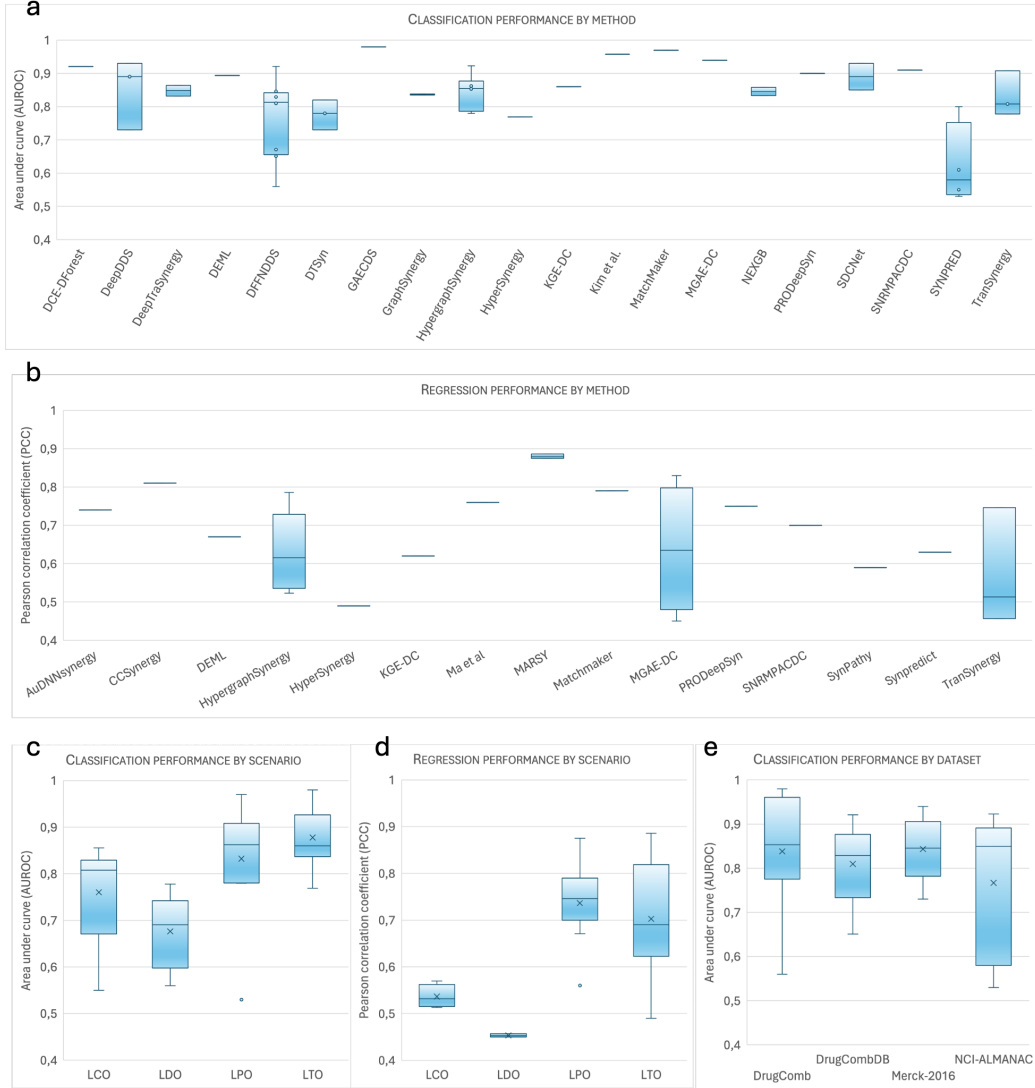 a
CLASSIFICATION PERFORMANCE BY METHOD
Area under curve (AUROC)
1
0,9
0,8
0,7
0,6
0,5
0,4
DCE-DForest
DeepDDS
DeepTraSynergy
DEML
DFFNDDS
DTSyn
GAECDS
GraphSynergy
HypergraphSynergy
HyperSynergy
KGE-DC
Kim et al.
MatchMaker
MGAE-DC
NEXGB
PRODeepSyn
SDCNet
SNRMPACDC
SYNPRED
TranSynergy
b
REGRESSION PERFORMANCE BY METHOD
Pearson correlation coefficient (PCC)
1
0,9
0,8
0,7
0,6
0,5
0,4
AuDNNsynergy
CCSynergy
DEML
HypergraphSynergy
HyperSynergy
KGE-DC
Ma et al
MARSY
Matchmaker
MGAE-DC
PRODeepSyn
SNRMPACDC
SynPathy
Synpredict
TranSynergy
c
CLASSIFICATION PERFORMANCE BY SCENARIO
Area under curve (AUROC)
1
0,9
0,8
0,7
0,6
0,5
0,4
LCO LDO LPO LTO
d
REGRESSION PERFORMANCE BY SCENARIO
Pearson correlation coefficient (PCC)
1
0,9
0,8
0,7
0,6
0,5
0,4
LCO LDO LPO LTO
e
CLASSIFICATION PERFORMANCE BY DATASET
Area under curve (AUROC)
1
0,9
0,8
0,7
0,6
0,5
0,4
DrugCombDB NCI-ALMANAC
DrugComb Merck-2016